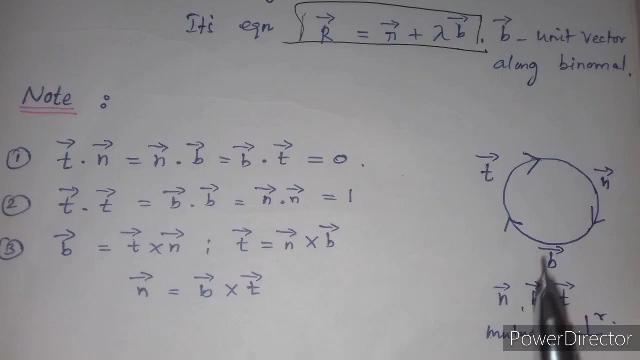 Its eqn R⃗ = r⃗ + λb⃗ . b⃗ - unit vector
along binomal.
Note :
① t⃗ . n⃗ = n⃗ . b⃗ = b⃗ . t⃗ = 0 .
② t⃗ . t⃗ = b⃗ . b⃗ = n⃗ . n⃗ = 1
③ b⃗ = t⃗ × n⃗ ; t⃗ = n⃗ × b⃗
n⃗ = b⃗ × t⃗
t⃗
n⃗
b⃗
n⃗ , t⃗
PowerDirector